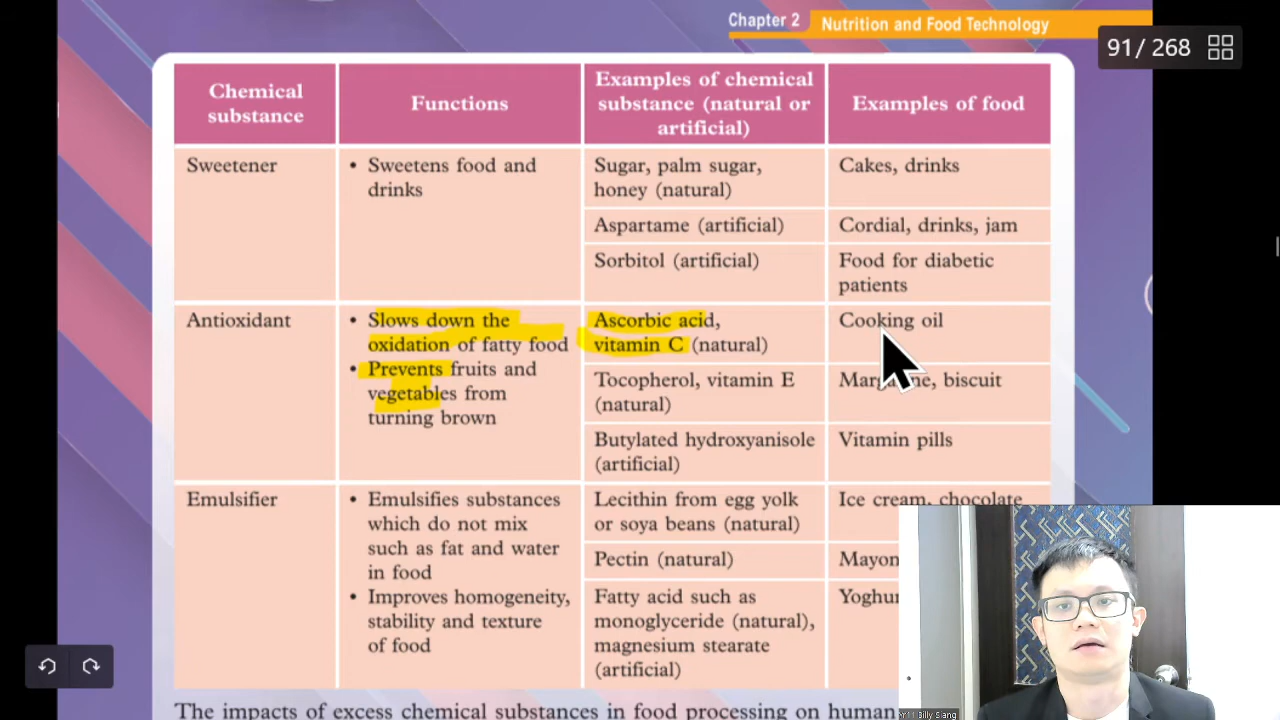 Chapter 2 Nutrition and Food Technology
91 / 268
Chemical substance
Functions
Examples of chemical substance (natural or artificial)
Examples of food
Sweetener
• Sweetens food and
drinks
Sugar, palm sugar,
honey (natural)
Cakes, drinks
Aspartame (artificial)
Cordial, drinks, jam
Sorbitol (artificial)
Food for diabetic
patients
Antioxidant
• Slows down the
oxidation of fatty food
• Prevents fruits and
vegetables from
turning brown
Ascorbic acid,
vitamin C (natural)
Cooking oil
Tocopherol, vitamin E
(natural)
biscuit
Butylated hydroxyanisole
(artificial)
Vitamin pills
Emulsifier
• Emulsifies substances
which do not mix
such as fat and water
in food
• Improves homogeneity,
stability and texture
of food
Lecithin from egg yolk
or soya beans (natural)
Ice cream, chocolate
Pectin (natural)
Mayon
Fatty acid such as
monoglyceride (natural),
magnesium stearate
(artificial)
Yoghur
The impacts of excess chemical substances in food processing on human
Billy Siang